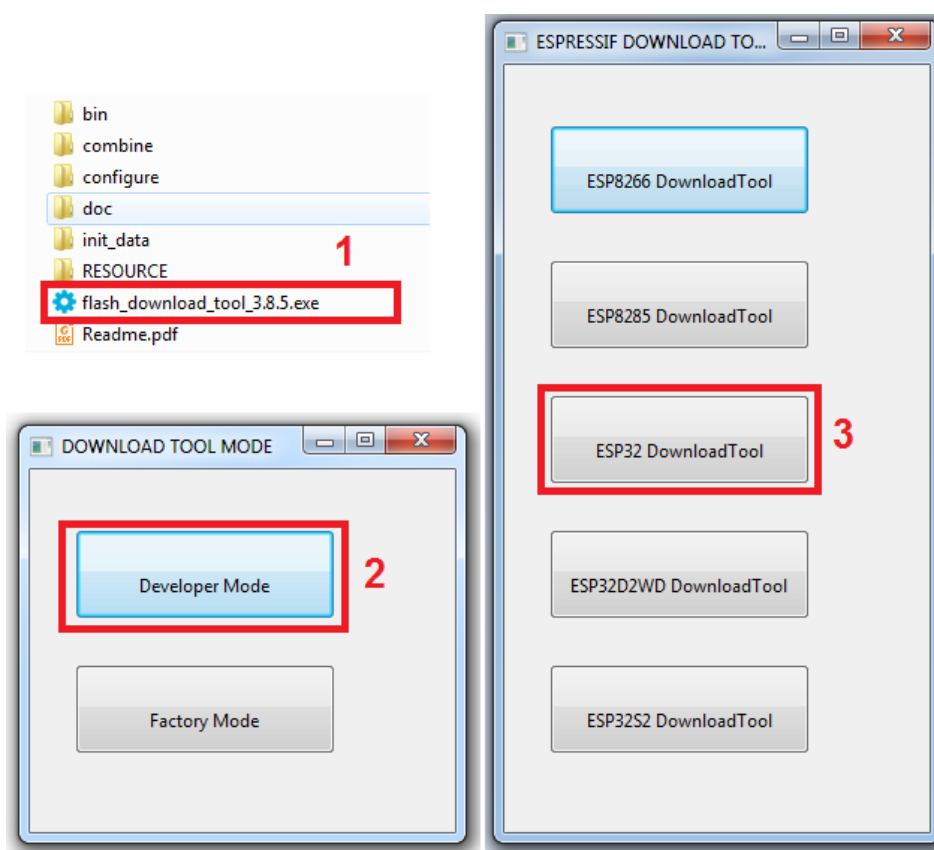 bin
combine
configure
doc
init_data
RESOURCE
1
flash_download_tool_3.8.5.exe
Readme.pdf
DOWNLOAD TOOL MODE
Developer Mode
2
Factory Mode
ESPRESSIF DOWNLOAD TO...
ESP8266 DownloadTool
ESP8285 DownloadTool
ESP32 DownloadTool
3
ESP32D2WD DownloadTool
ESP32S2 DownloadTool